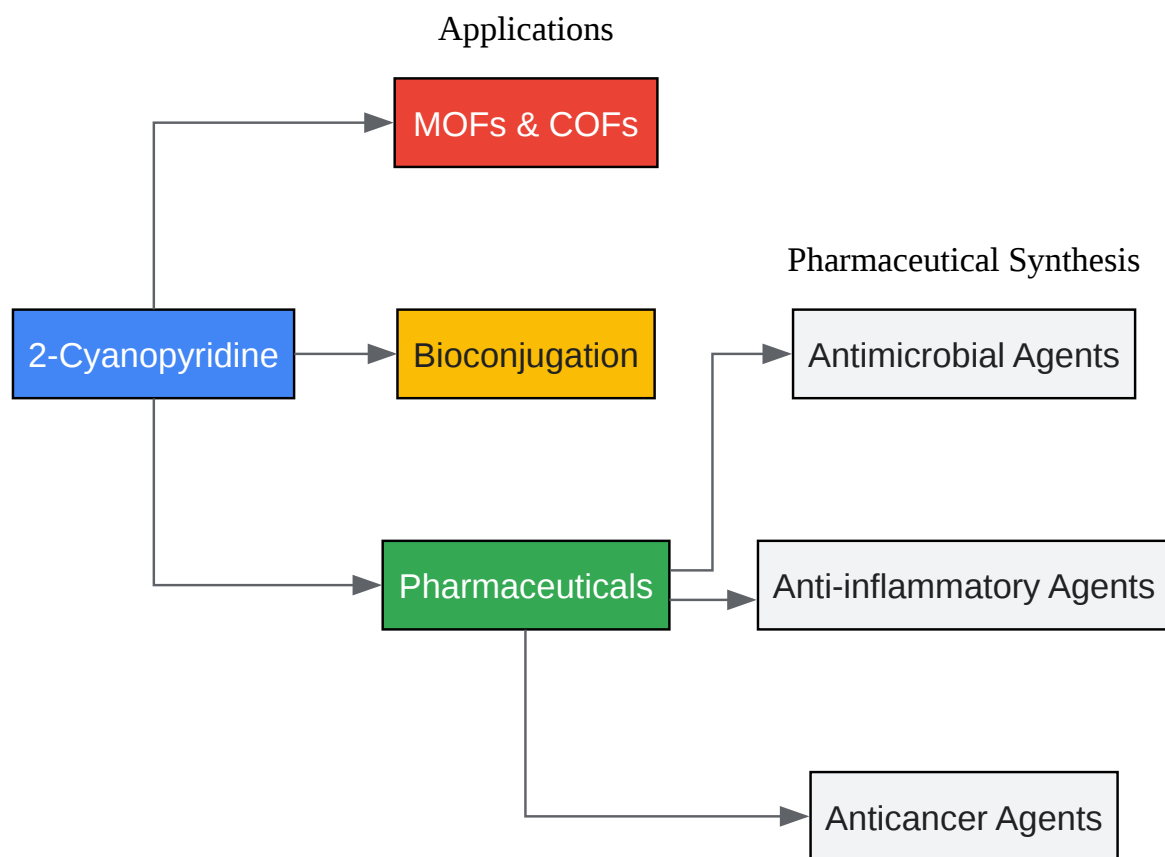 Applications
MOFs & COFs
Pharmaceutical Synthesis
2-Cyanopyridine
Bioconjugation
Antimicrobial Agents
Pharmaceuticals
Anti-inflammatory Agents
Anticancer Agents